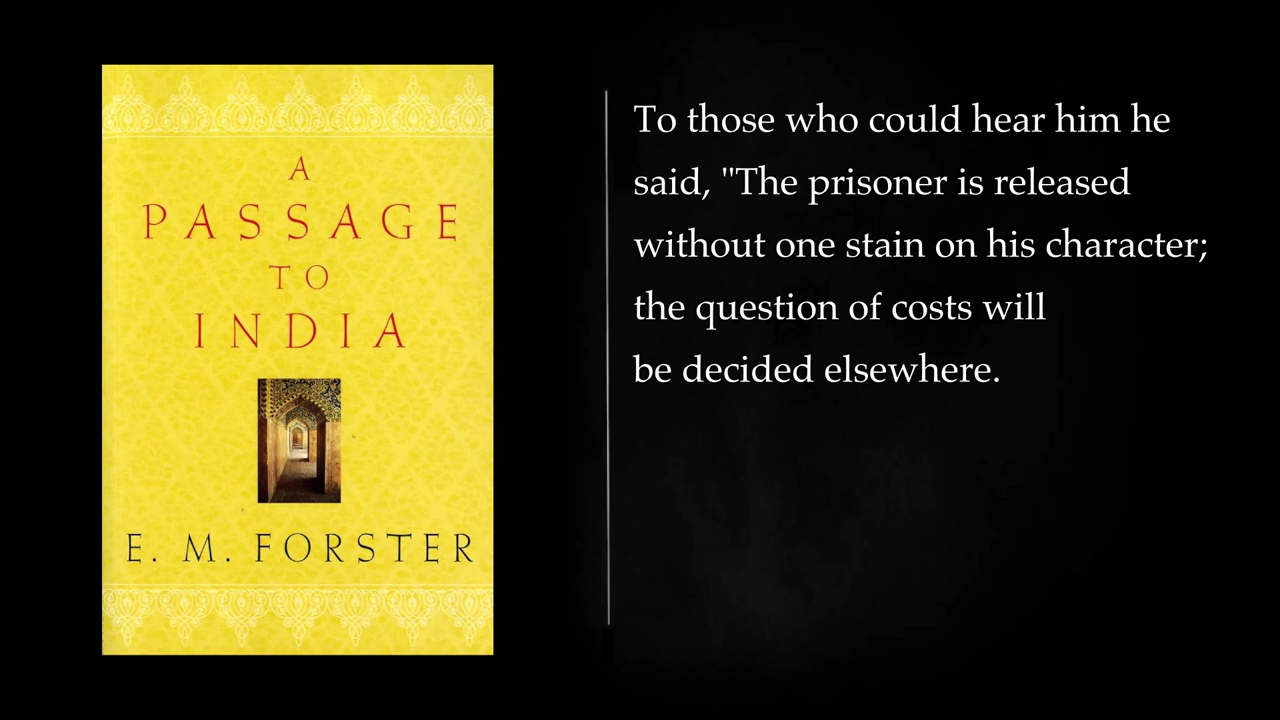 A
PASSAGE
TO
INDIA
E. M. FORSTER
To those who could hear him he
said, "The prisoner is released
without one stain on his character;
the question of costs will
be decided elsewhere.